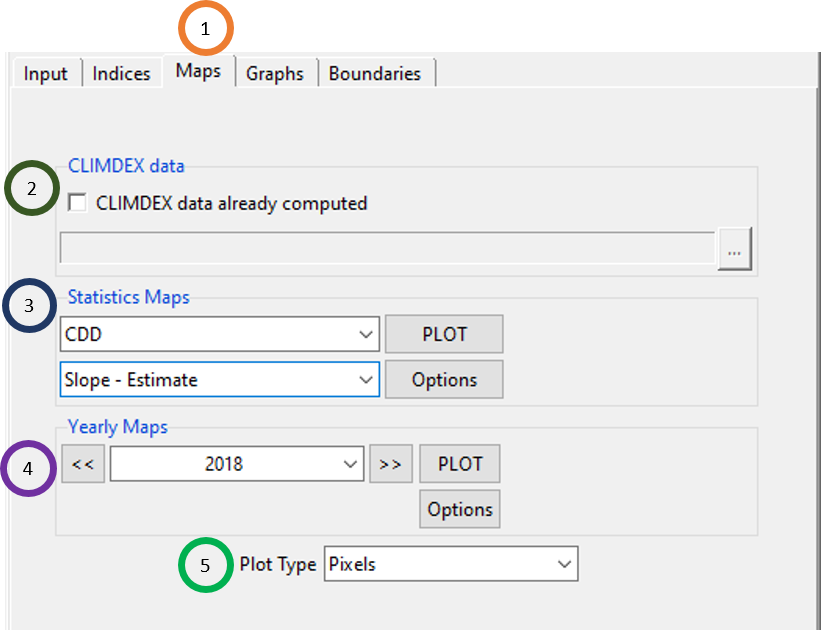 1
Input Indices Maps Graphs Boundaries
2
CLIMDEX data
CLIMDEX data already computed
...
3
Statistics Maps
CDD PLOT
Slope - Estimate Options
4
Yearly Maps
<< 2018 >> PLOT
Options
5 Plot Type Pixels